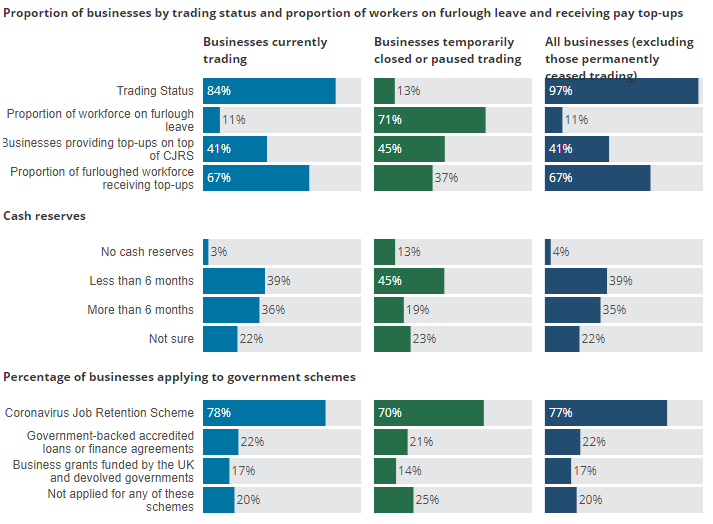 Proportion of businesses by trading status and proportion of workers on furlough leave and receiving pay top-ups
Businesses currently
trading
Businesses temporarily
closed or paused trading
All businesses (excluding
those permanently
ceased trading)
Trading Status
84%
13%
97%
Proportion of workforce on furlough
leave
11%
71%
11%
Businesses providing top-ups on top
of CJRS
41%
45%
41%
Proportion of furloughed workforce
receiving top-ups
67%
37%
67%
Cash reserves
No cash reserves
3%
13%
4%
Less than 6 months
39%
45%
39%
More than 6 months
36%
19%
35%
Not sure
22%
23%
22%
Percentage of businesses applying to government schemes
Coronavirus Job Retention Scheme
78%
70%
77%
Government-backed accredited
loans or finance agreements
22%
21%
22%
Business grants funded by the UK
and devolved governments
17%
14%
17%
Not applied for any of these
schemes
20%
25%
20%